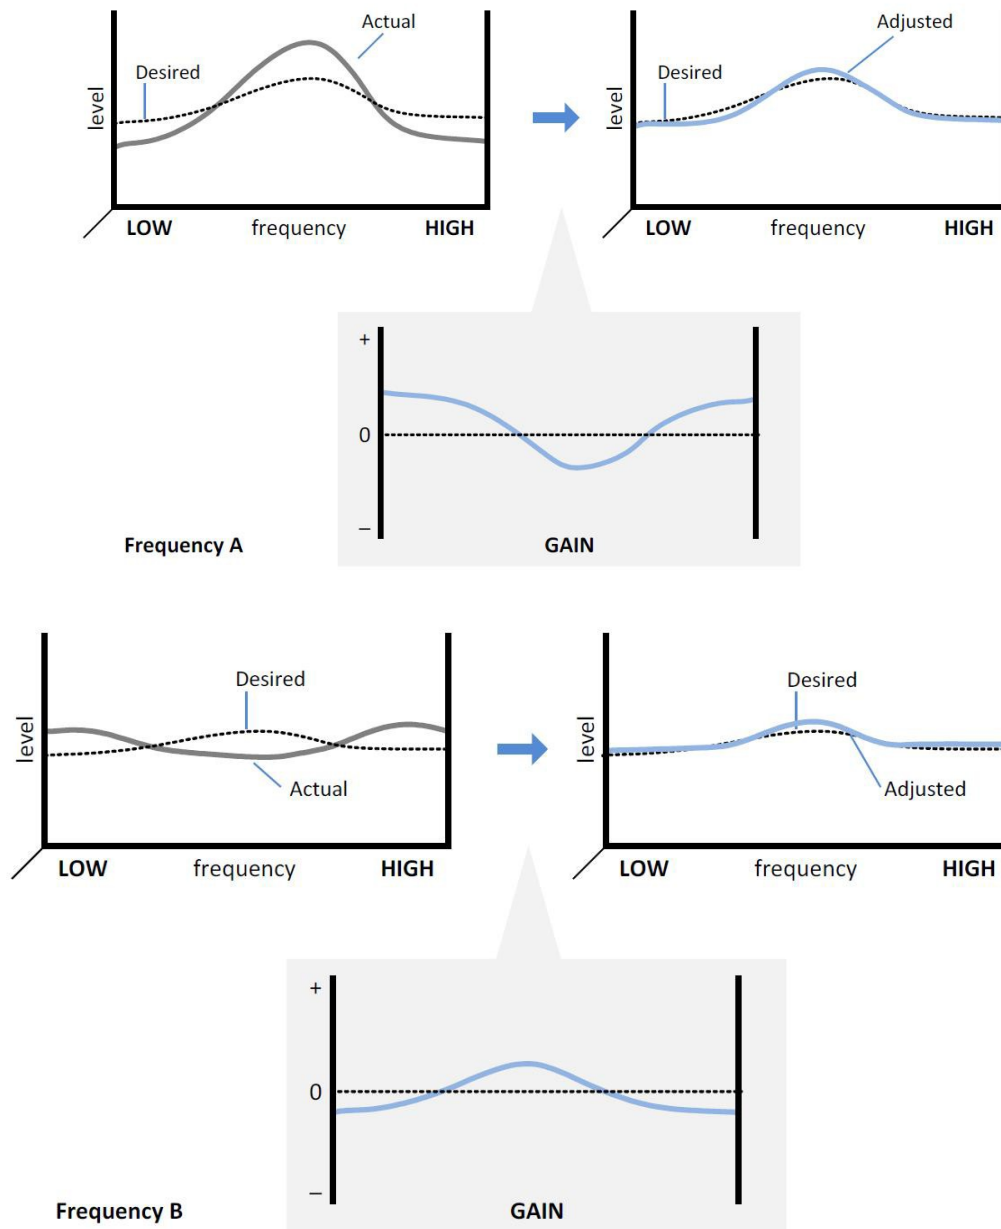 Actual
Desired
level
LOW frequency HIGH
Adjusted
Desired
level
LOW frequency HIGH
+
0
–
GAIN
Frequency A
Desired
Actual
level
LOW frequency HIGH
Desired
Adjusted
level
LOW frequency HIGH
+
0
–
GAIN
Frequency B